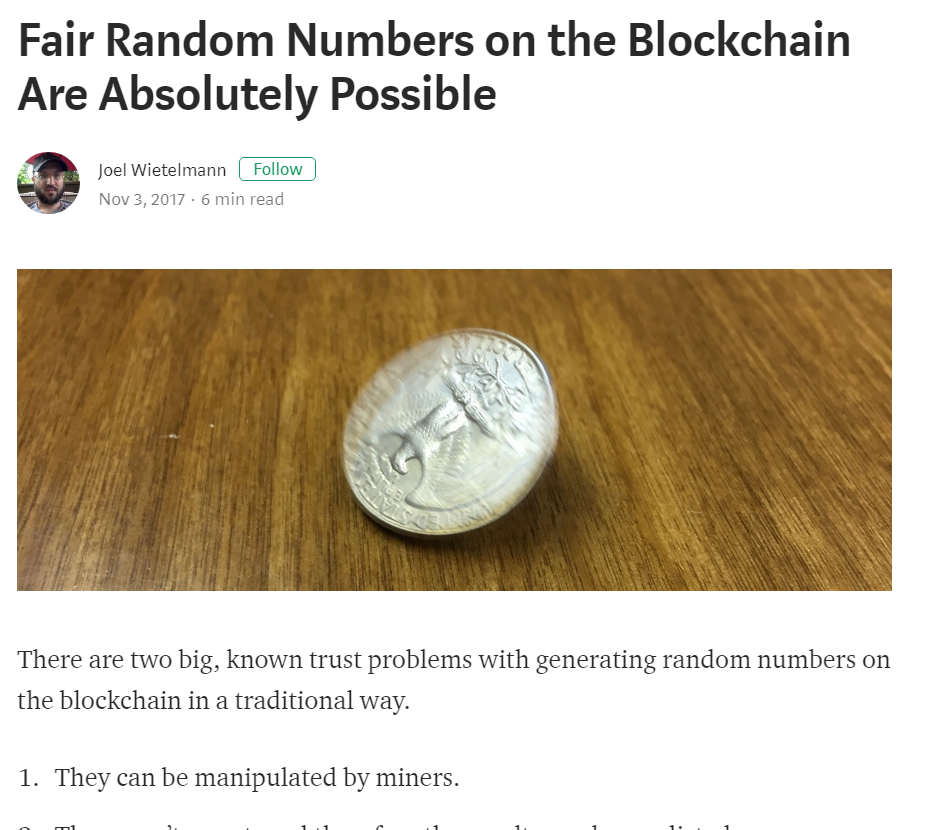 Fair Random Numbers on the Blockchain
Are Absolutely Possible
Joel Wietelmann Follow
Nov 3, 2017 · 6 min read
There are two big, known trust problems with generating random numbers on
the blockchain in a traditional way.
1. They can be manipulated by miners.